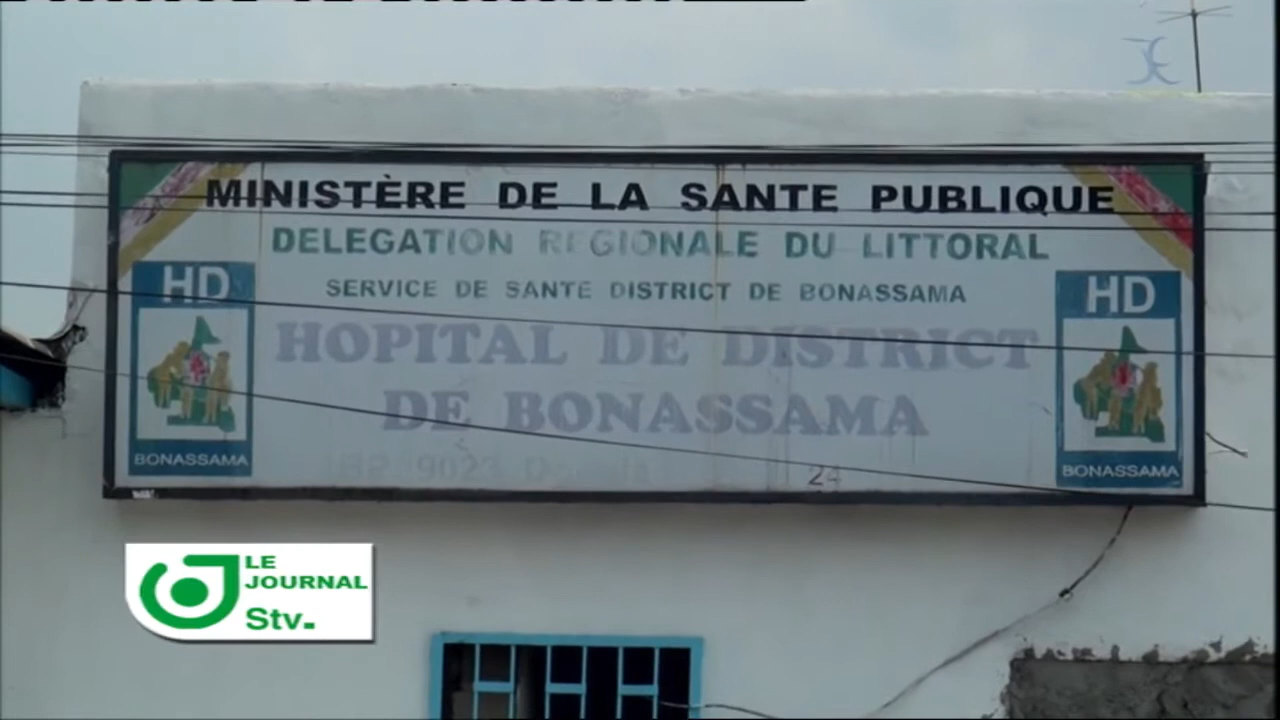 MINISTÈRE DE LA SANTE PUBLIQUE
DELEGATION REGIONALE DU LITTORAL
SERVICE DE SANTE DISTRICT DE BONASSAMA
HD
HOPITAL DE DISTRICT
HD
DE BONASSAMA
BONASSAMA
9023
24
BONASSAMA
LE
JOURNAL
Stv.